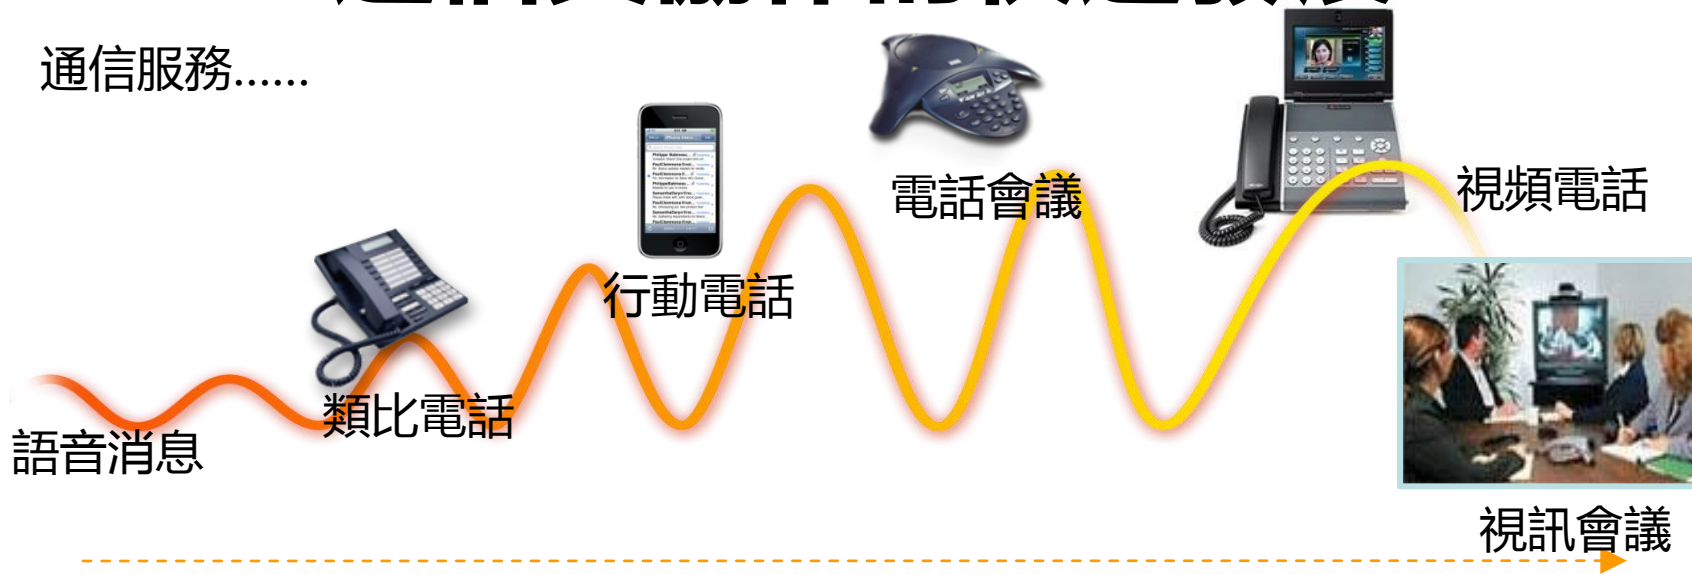 通信服務......
電話會議
視頻電話
行動電話
類比電話
語音消息
視訊會議